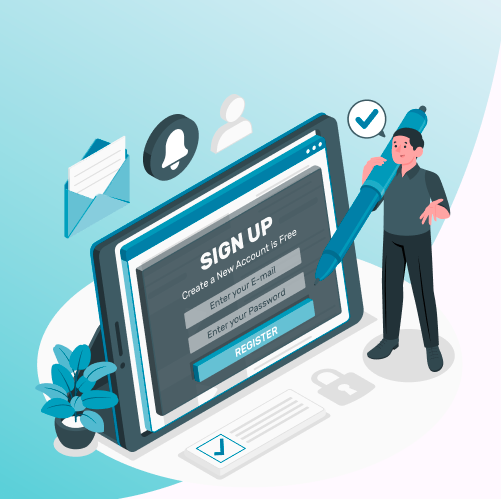 SIGN UP
Create a New Account is Free
Enter your E-mail
Enter your Password
REGISTER